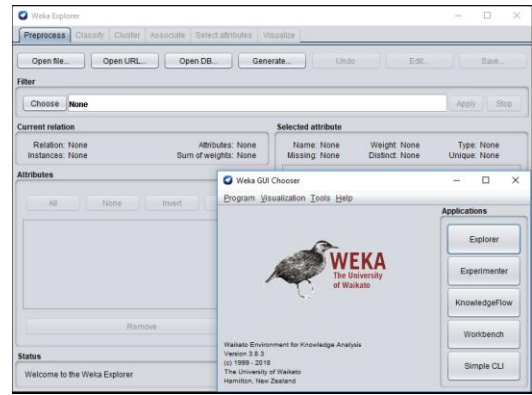 Weka Explorer
Preprocess Classify Cluster Associate Select attributes Visualize
Open file... Open URL... Open DB... Generate... Undo Edit... Save...
Filter
Choose None Apply Stop
Current relation
Relation: None Attributes: None
Instances: None Sum of weights: None
Selected attribute
Name: None Weight: None Type: None
Missing: None Distinct: None Unique: None
Attributes
All None Invert
Remove
Status
Welcome to the Weka Explorer
Weka GUI Chooser
Program Visualization Tools Help
WEKA
The University
of Waikato
Waikato Environment for Knowledge Analysis
Version 3.8.3
(c) 1999 - 2018
The University of Waikato
Hamilton, New Zealand
Applications
Explorer
Experimenter
KnowledgeFlow
Workbench
Simple CLI